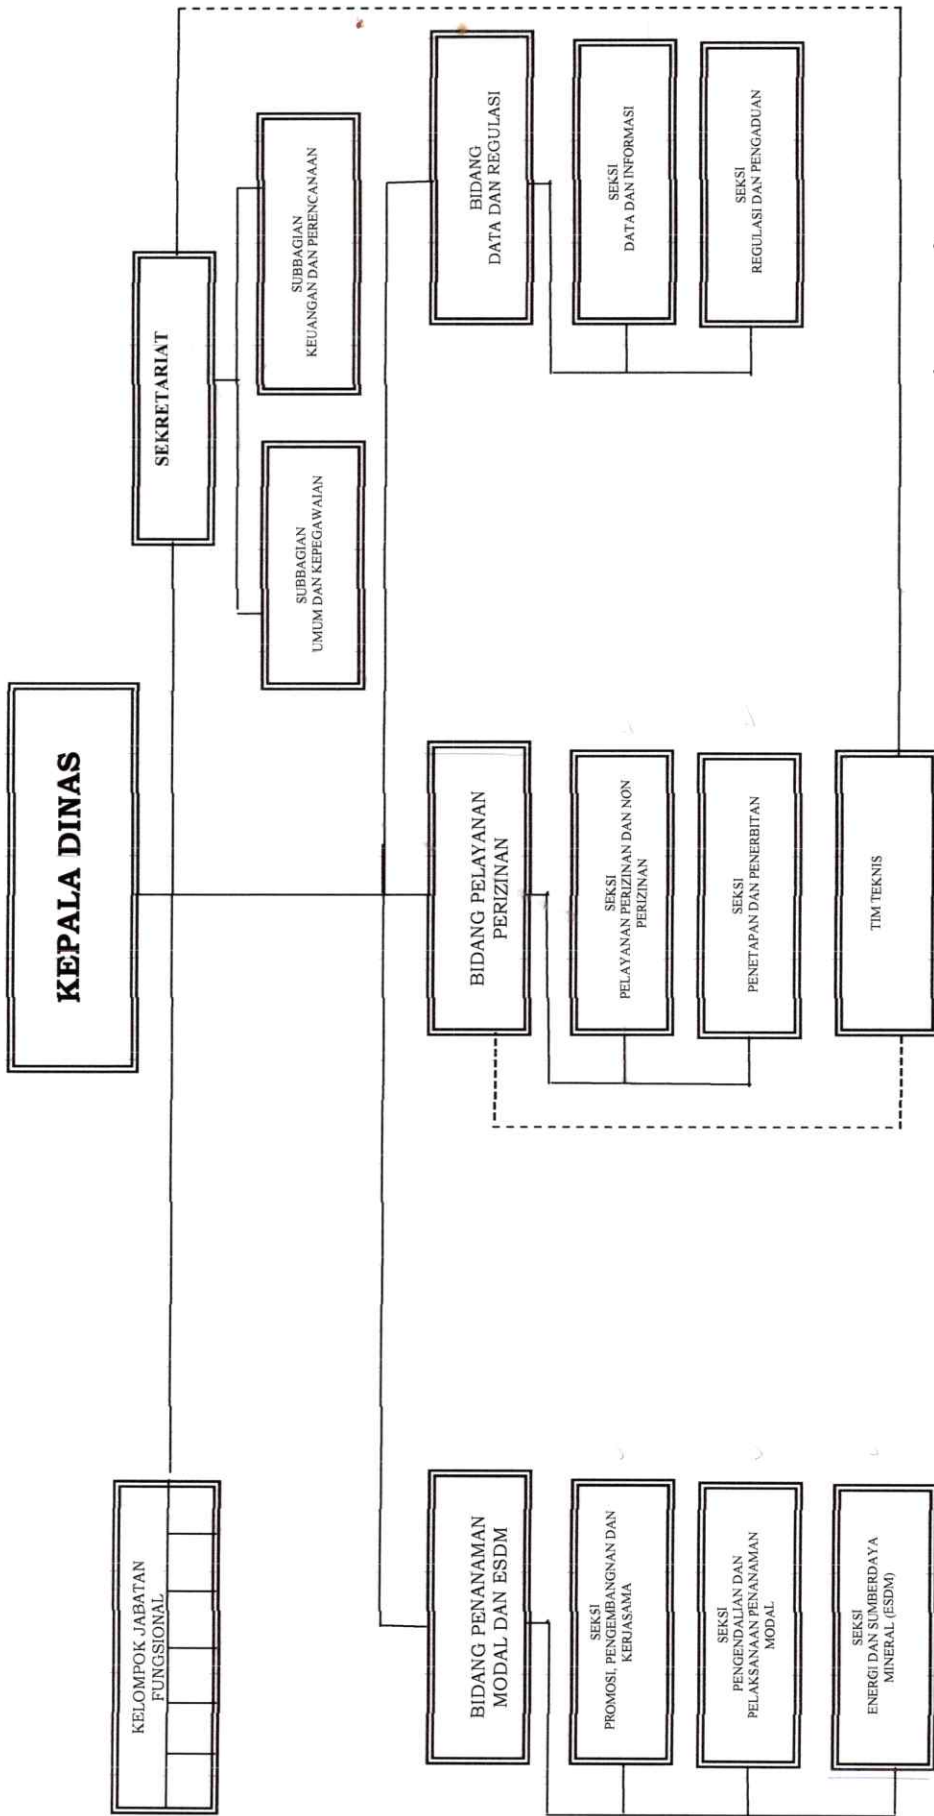 KEPALA DINAS
KELOMPOK JABATAN
FUNGSIONAL
SEKRETARIAT
SUBBAGIAN
UMUM DAN KEPEGAWAIAN
SUBBAGIAN
KEUANGAN DAN PERENCANAAN
BIDANG PENANAMAN
MODAL DAN ESDM
SEKSI
PROMOSI, PENGEMBANGNAN DAN
KERJASAMA
SEKSI
PENGENDALIAN DAN
PELAKSANAAN PENANAMAN
MODAL
SEKSI
ENERGI DAN SUMBERDAYA
MINERAL (ESDM)
BIDANG PELAYANAN
PERIZINAN
SEKSI
PELAYANAN PERIZINAN DAN NON
PERIZINAN
SEKSI
PENETAPAN DAN PENERBITAN
TIM TEKNIS
BIDANG
DATA DAN REGULASI
SEKSI
DATA DAN INFORMASI
SEKSI
REGULASI DAN PENGADUAN